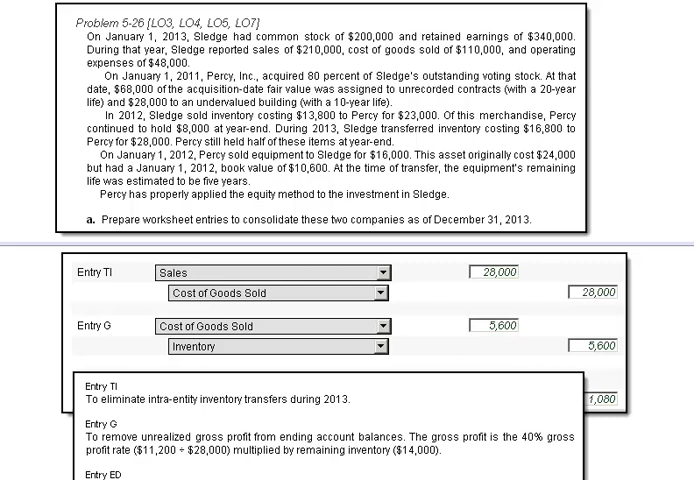 Problem 5-26 [LO3, LO4, LO5, LO7]
On January 1, 2013, Sledge had common stock of $200,000 and retained earnings of $340,000.
During that year, Sledge reported sales of $210,000, cost of goods sold of $110,000, and operating
expenses of $48,000.
On January 1, 2011, Percy, Inc., acquired 80 percent of Sledge's outstanding voting stock. At that
date, $68,000 of the acquisition-date fair value was assigned to unrecorded contracts (with a 20-year
life) and $28,000 to an undervalued building (with a 10-year life).
In 2012, Sledge sold inventory costing $13,800 to Percy for $23,000. Of this merchandise, Percy
continued to hold $8,000 at year-end. During 2013, Sledge transferred inventory costing $16,800 to
Percy for $28,000. Percy still held half of these items at year-end.
On January 1, 2012, Percy sold equipment to Sledge for $16,000. This asset originally cost $24,000
but had a January 1, 2012, book value of $10,600. At the time of transfer, the equipment's remaining
life was estimated to be five years.
Percy has properly applied the equity method to the investment in Sledge.
a. Prepare worksheet entries to consolidate these two companies as of December 31, 2013.
Entry TI Sales 28,000
Cost of Goods Sold 28,000
Entry G Cost of Goods Sold 5,600
Inventory 5,600
1,080
Entry TI
To eliminate intra-entity inventory transfers during 2013.
Entry G
To remove unrealized gross profit from ending account balances. The gross profit is the 40% gross
profit rate ($11,200 ÷ $28,000) multiplied by remaining inventory ($14,000).
Entry ED